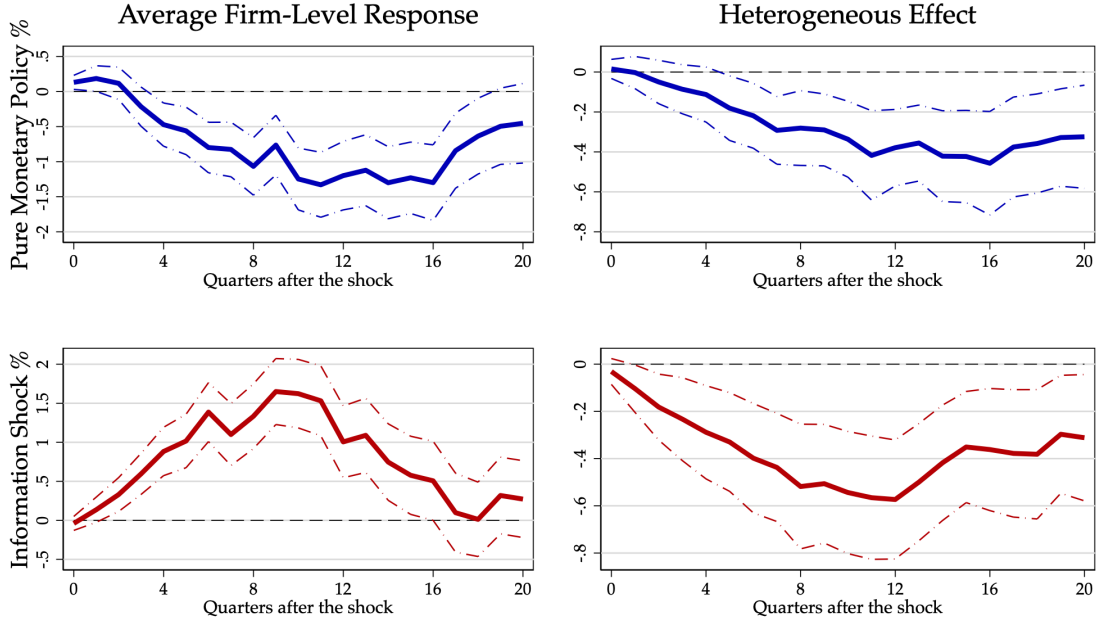 Average Firm-Level Response
Heterogeneous Effect
Pure Monetary Policy %
.5
0
-.5
-1
-1.5
-2
0 4 8 12 16 20
Quarters after the shock
0
-.2
-.4
-.6
-.8
0 4 8 12 16 20
Quarters after the shock
Information Shock %
2
1.5
1
.5
0
-.5
0 4 8 12 16 20
Quarters after the shock
0
-.2
-.4
-.6
-.8
0 4 8 12 16 20
Quarters after the shock